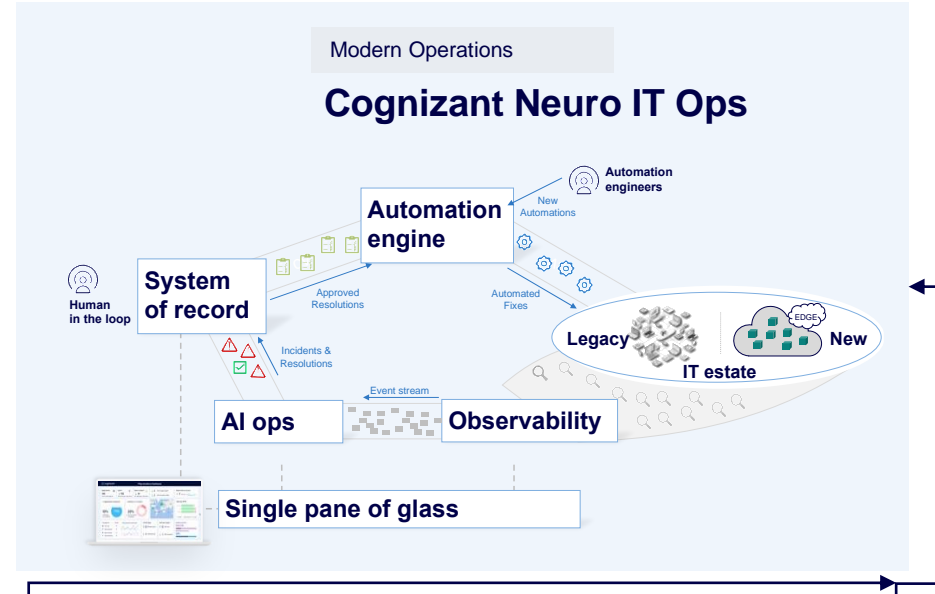 Modern Operations
Cognizant Neuro IT Ops
Automation
engineers
New
Automations
Automation
engine
System
of record
Human
in the loop
Approved
Resolutions
Automated
Fixes
EDGE
Legacy
New
IT estate
Incidents &
Resolutions
Event stream
AI ops
Observability
Single pane of glass